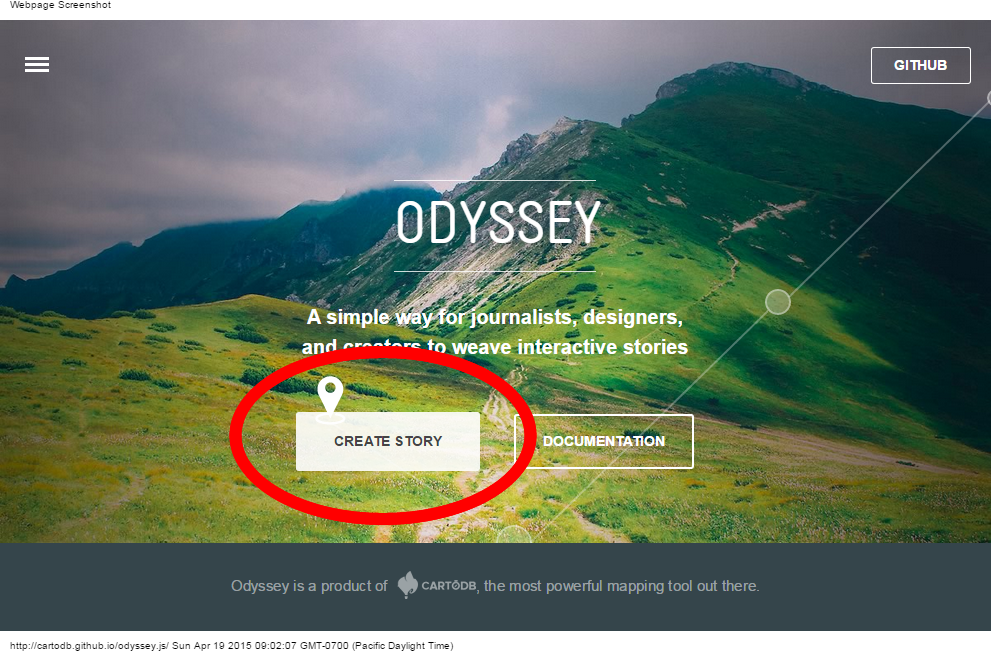 Webpage Screenshot
GITHUB
ODYSSEY
A simple way for journalists, designers,
and creators to weave interactive stories
CREATE STORY
DOCUMENTATION
Odyssey is a product of CARTODB, the most powerful mapping tool out there.
http://cartodb.github.io/odyssey.js/ Sun Apr 19 2015 09:02:07 GMT-0700 (Pacific Daylight Time)